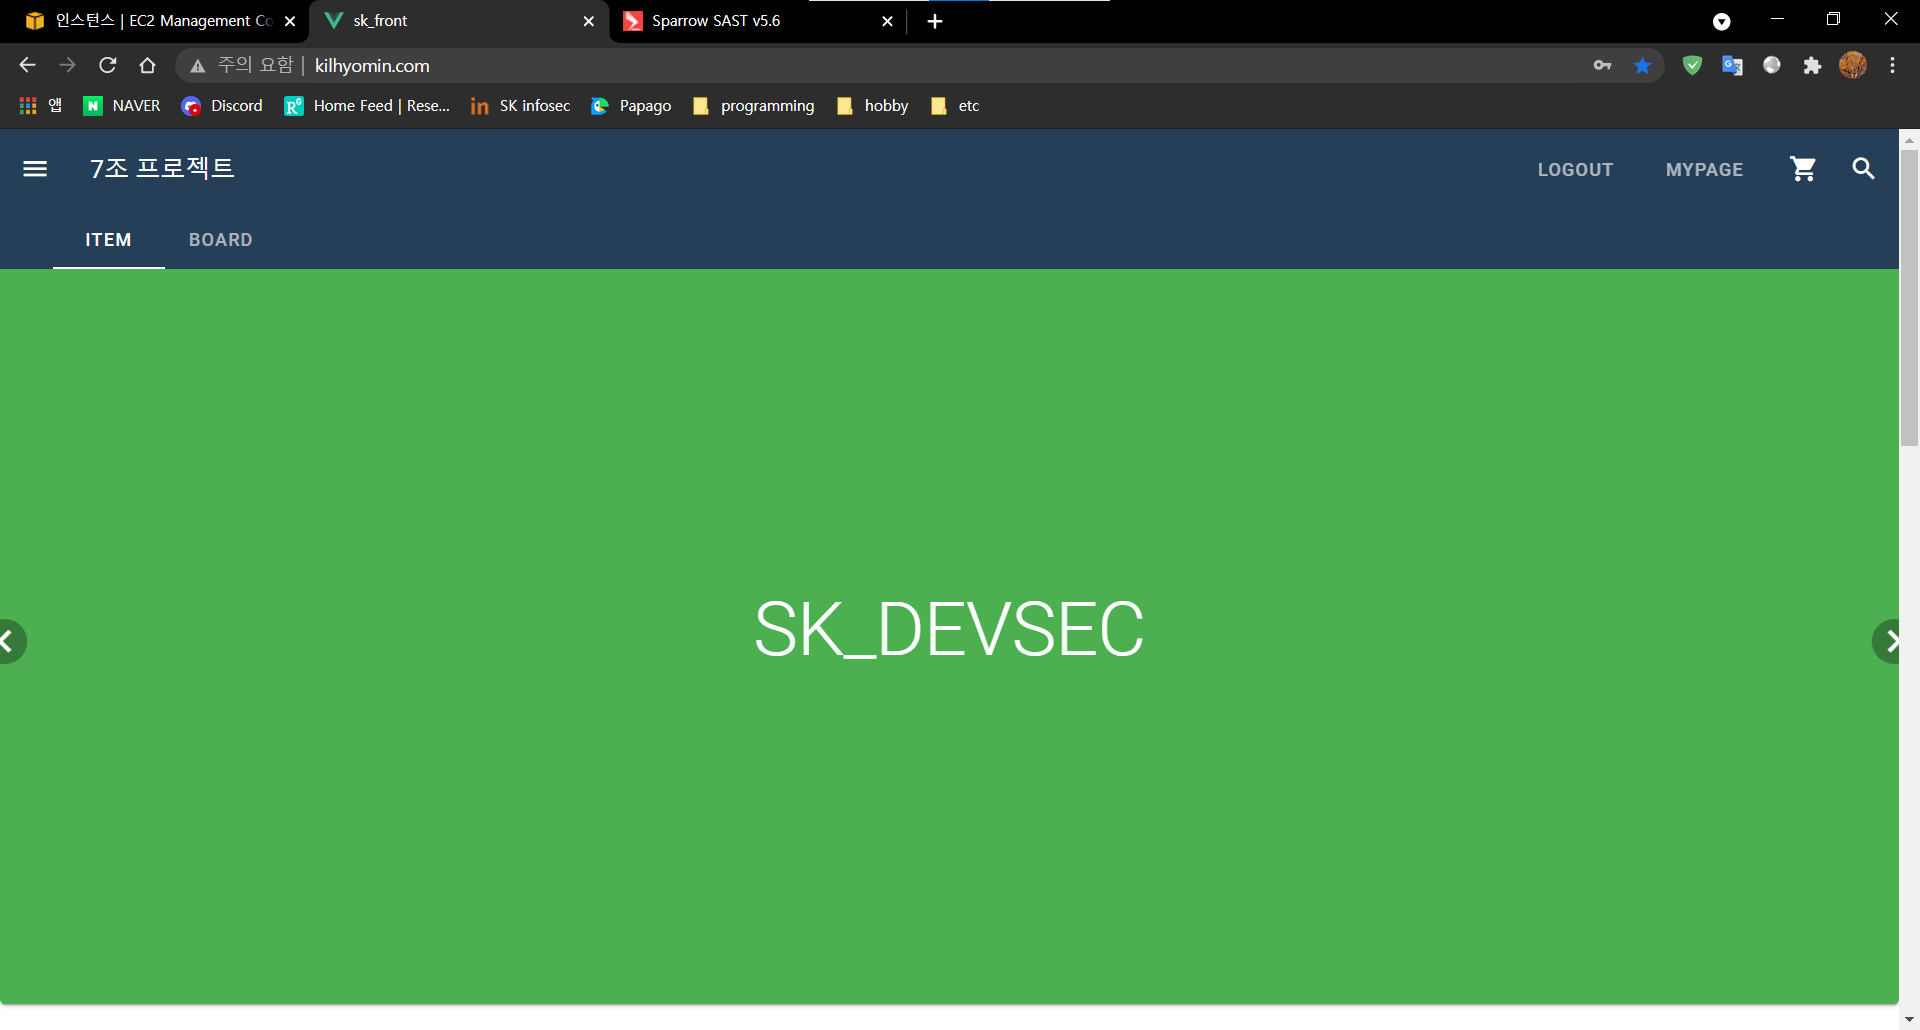 인스턴스 | EC2 Management Co
sk_front
Sparrow SAST v5.6
주의 요함 | kilhyomin.com
앱 NAVER Discord Home Feed | Rese... SK infosec Papago programming hobby etc
7조 프로젝트
LOGOUT MYPAGE
ITEM BOARD
SK_DEVSEC